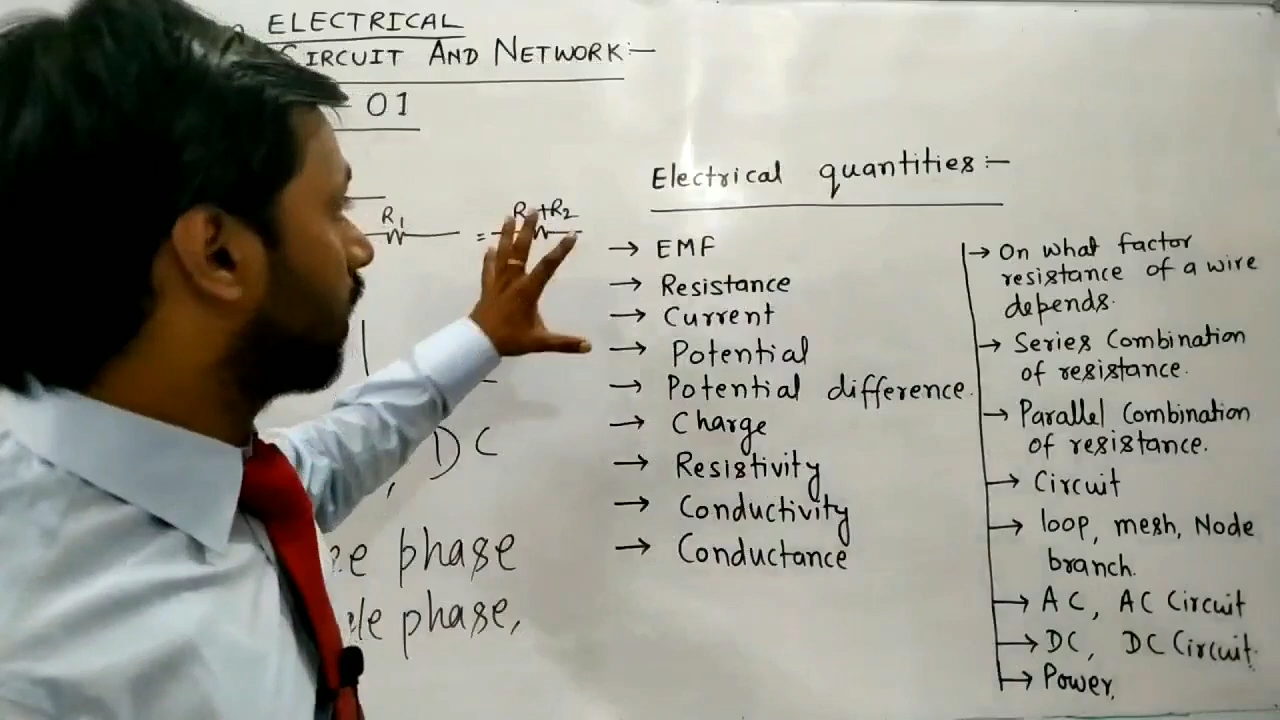 ELECTRICAL
CIRCUIT AND NETWORK:-
01
R1
=
+R2
DC
phase
phase,
Electrical quantities:-
→ EMF
→ Resistance
→ Current
→ Potential
→ Potential difference.
→ Charge
→ Resistivity
→ Conductivity
→ Conductance
→ On what factor
resistance of a wire
depends.
→ Series Combination
of resistance.
→ Parallel Combination
of resistance.
→ Circuit
→ loop, mesh, Node
branch.
→ AC, AC Circuit
→ DC, DC Circuit.
→ Power,